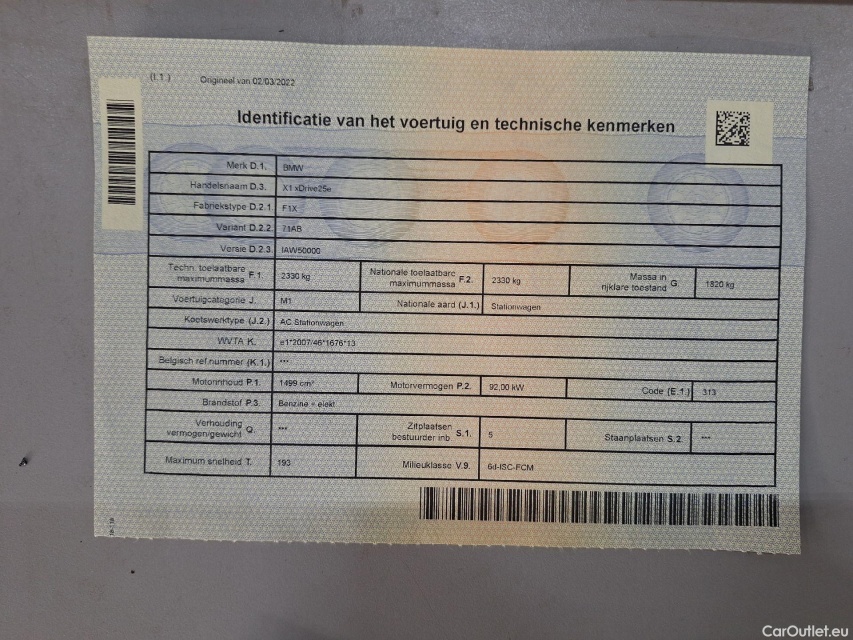 (I.1)
Origineel van 02/03/2022
Identificatie van het voertuig en technische kenmerken
Merk D.1. BMW
Handelsnaam D.3. X1 xDrive25e
Fabriekstype D.2.1 F1X
Variant D.2.2 71AB
Versie D.2.3 IAW50000
Techn. toelaatbare maximummassa F.1. 2330 kg Nationale toelaatbare maximummassa F.2. 2330 kg Massa in rijklare toestand G. 1820 kg
Voertuigcategorie J. M1 Nationale aard (J.1.) Stationwagen
Koetswerktype (J.2.) AC Stationwagen
WVTA K. e1*2007/46*1676*13
Belgisch ref.nummer (K.1.) ***
Motorinhoud P.1. 1499 cm³ Motorvermogen P.2. 92,00 kW Code (E.1.) 313
Brandstof P.3. Benzine + elekt
Verhouding vermogen/gewicht Q. *** Zitplaatsen bestuurder inb. S.1. 5 Staanplaatsen S.2. ***
Maximum snelheid T. 193 Milieuklasse V.9. 6d-ISC-FCM
CarOutlet.eu